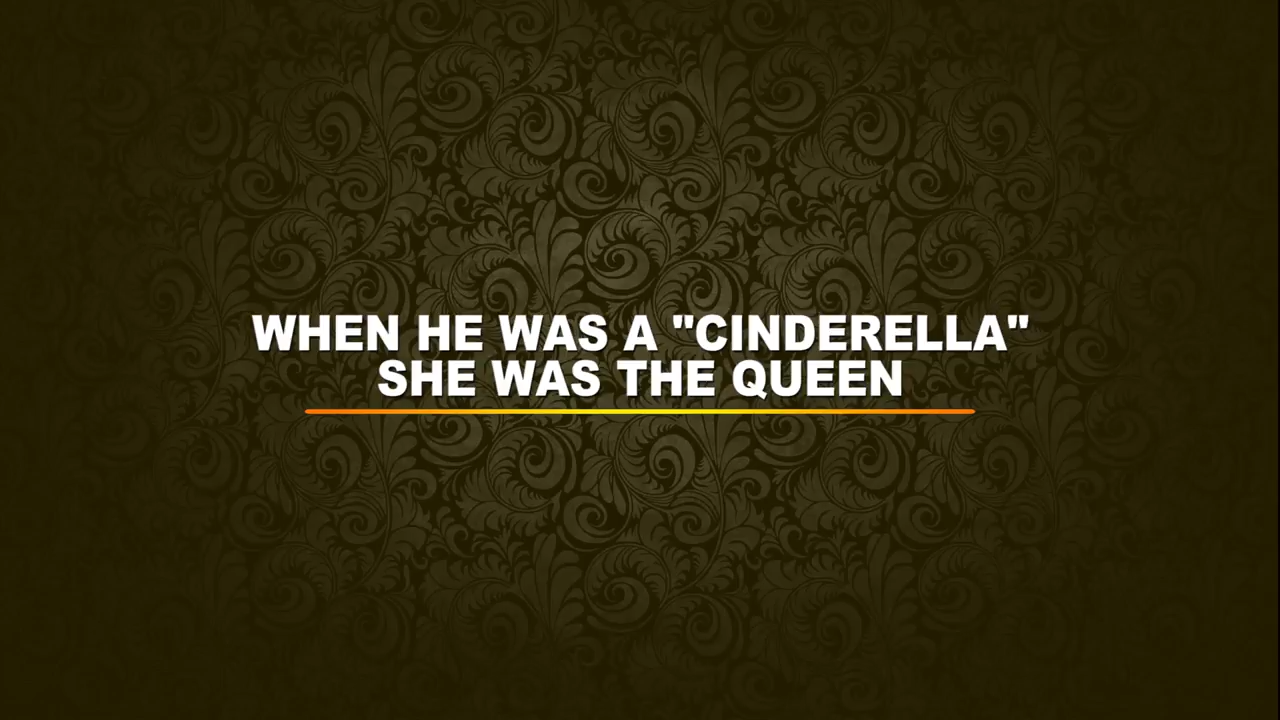 WHEN HE WAS A "CINDERELLA"
SHE WAS THE QUEEN